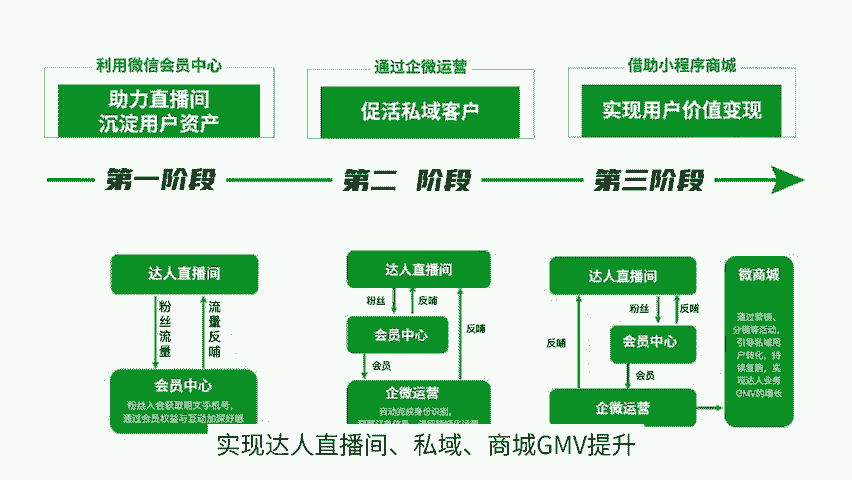 利用微信会员中心
助力直播间
沉淀用户资产
通过企微运营
促活私域客户
借助小程序商城
实现用户价值变现
第一阶段
第二 阶段
第三阶段
达人直播间
粉丝流量
流量反哺
会员中心
粉丝入会获取明文手机号，
通过会员权益与互动加深好感
达人直播间
粉丝
反哺
会员中心
反哺
会员
企微运营
自动完成身份识别，
达人直播间
反哺
粉丝
反哺
会员中心
会员
企微运营
微商城
通过营销、
分销等活动，
引导私域用
户转化，持
续复购，实
现达人业务
GMV的增长
实现达人直播间、私域、商城GMV提升